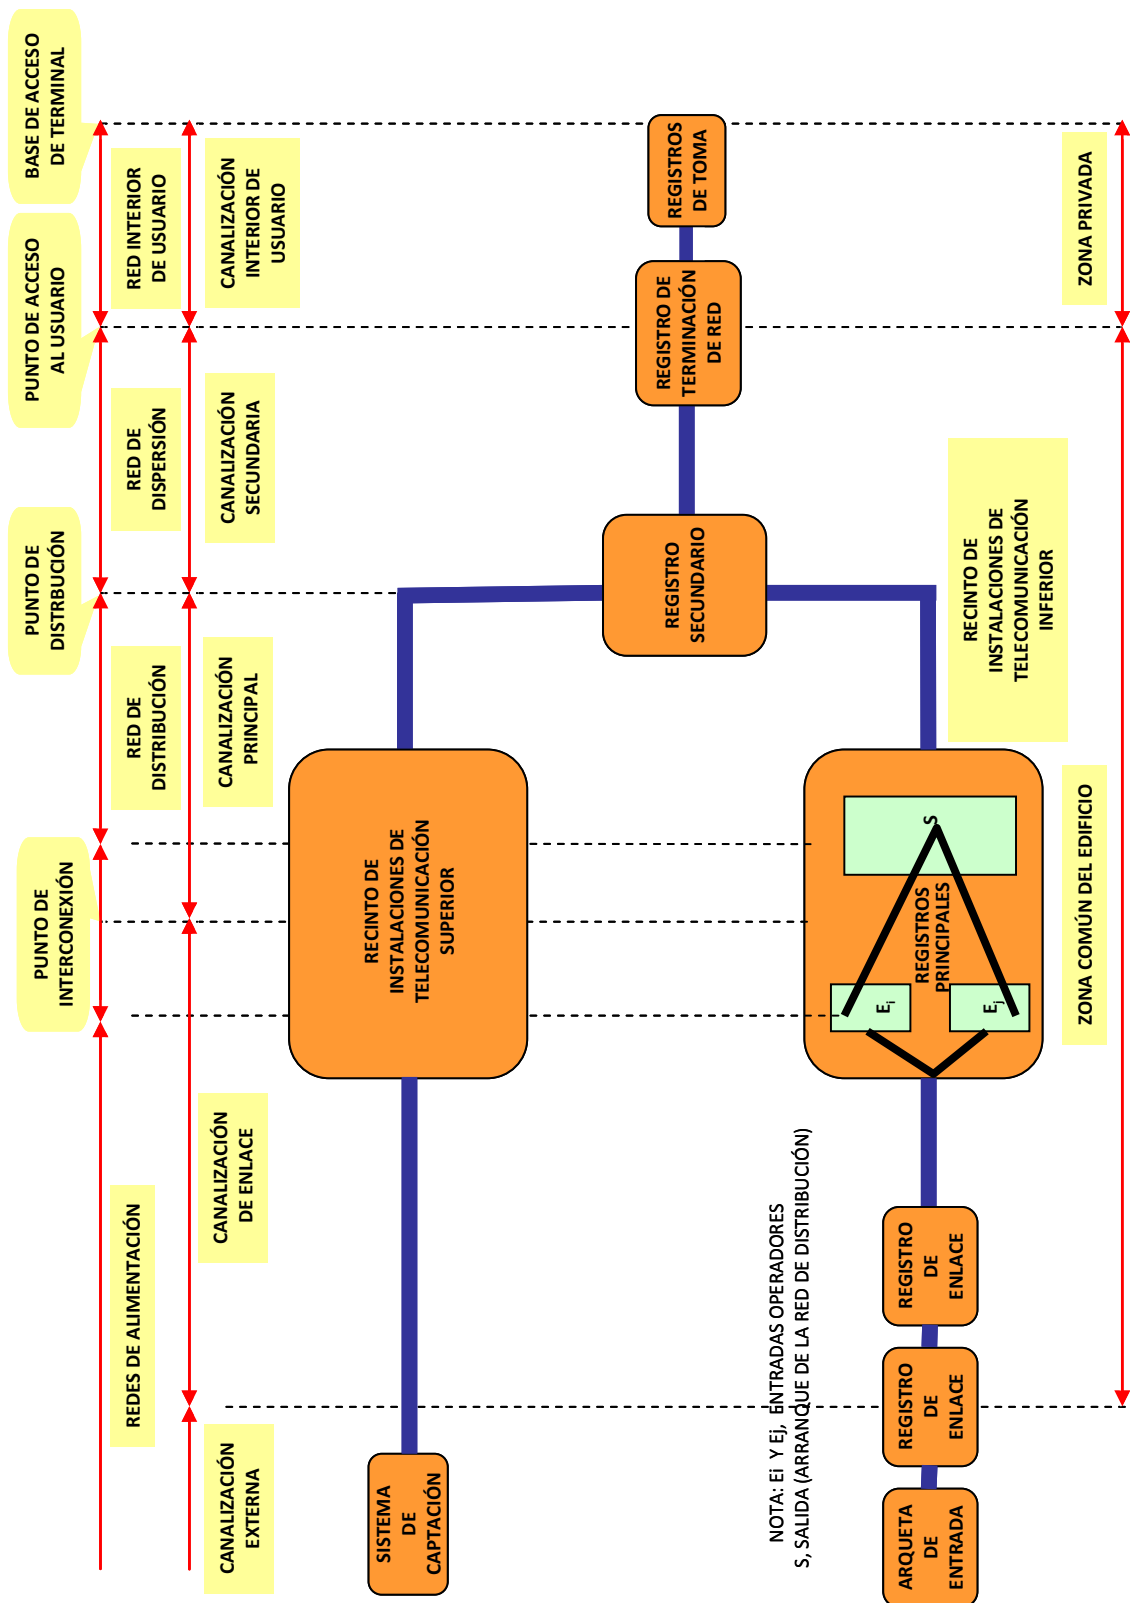 PUNTO DE
INTERCONEXIÓN
PUNTO DE
DISTRBUCIÓN
PUNTO DE ACCESO
AL USUARIO
BASE DE ACCESO
DE TERMINAL
REDES DE ALIMENTACIÓN
RED DE
DISTRIBUCIÓN
RED DE
DISPERSIÓN
RED INTERIOR
DE USUARIO
CANALIZACIÓN
EXTERNA
CANALIZACIÓN
DE ENLACE
CANALIZACIÓN
PRINCIPAL
CANALIZACIÓN
SECUNDARIA
CANALIZACIÓN
INTERIOR DE
USUARIO
SISTEMA
DE
CAPTACIÓN
RECINTO DE
INSTALACIONES DE
TELECOMUNICACIÓN
SUPERIOR
REGISTRO
SECUNDARIO
REGISTRO DE
TERMINACIÓN
DE RED
REGISTROS
DE TOMA
NOTA: Ei Y Ej, ENTRADAS OPERADORES
S, SALIDA (ARRANQUE DE LA RED DE DISTRIBUCIÓN)
ARQUETA
DE
ENTRADA
REGISTRO
DE
ENLACE
REGISTRO
DE
ENLACE
Ei
Ej
REGISTROS
PRINCIPALES
S
RECINTO DE
INSTALACIONES DE
TELECOMUNICACIÓN
INFERIOR
ZONA COMÚN DEL EDIFICIO
ZONA PRIVADA